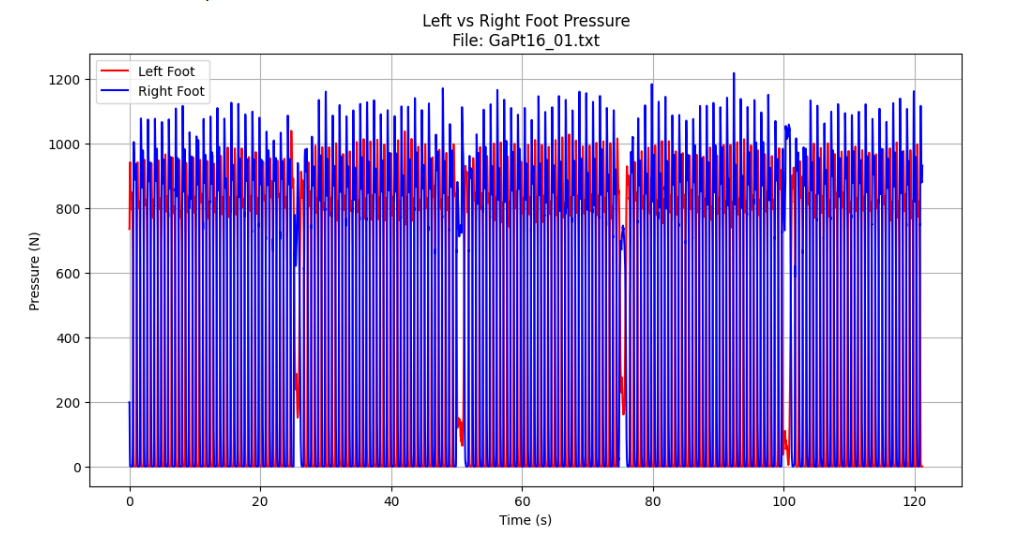 Left vs Right Foot Pressure
File: GaPt16_01.txt
Left Foot
Right Foot
Pressure (N)
1200
1000
800
600
400
200
0
0 20 40 60 80 100 120
Time (s)